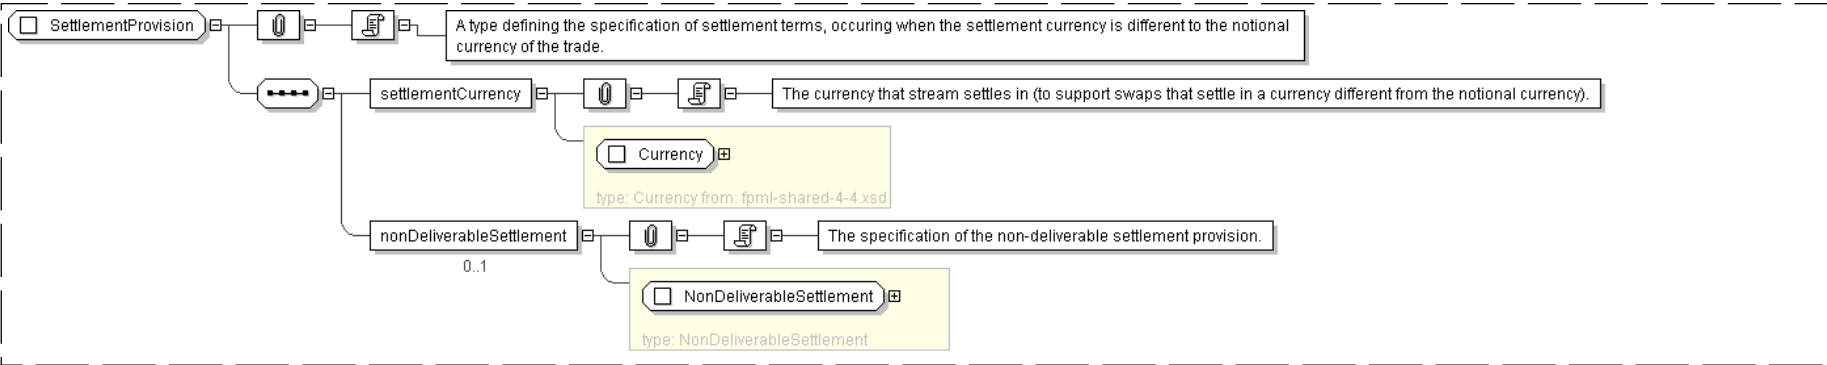 SettlementProvision
A type defining the specification of settlement terms, occuring when the settlement currency is different to the notional
currency of the trade.
settlementCurrency
The currency that stream settles in (to support swaps that settle in a currency different from the notional currency).
Currency
type: Currency from: fpml-shared-4-4.xsd
nonDeliverableSettlement
The specification of the non-deliverable settlement provision.
0..1
NonDeliverableSettlement
type: NonDeliverableSettlement